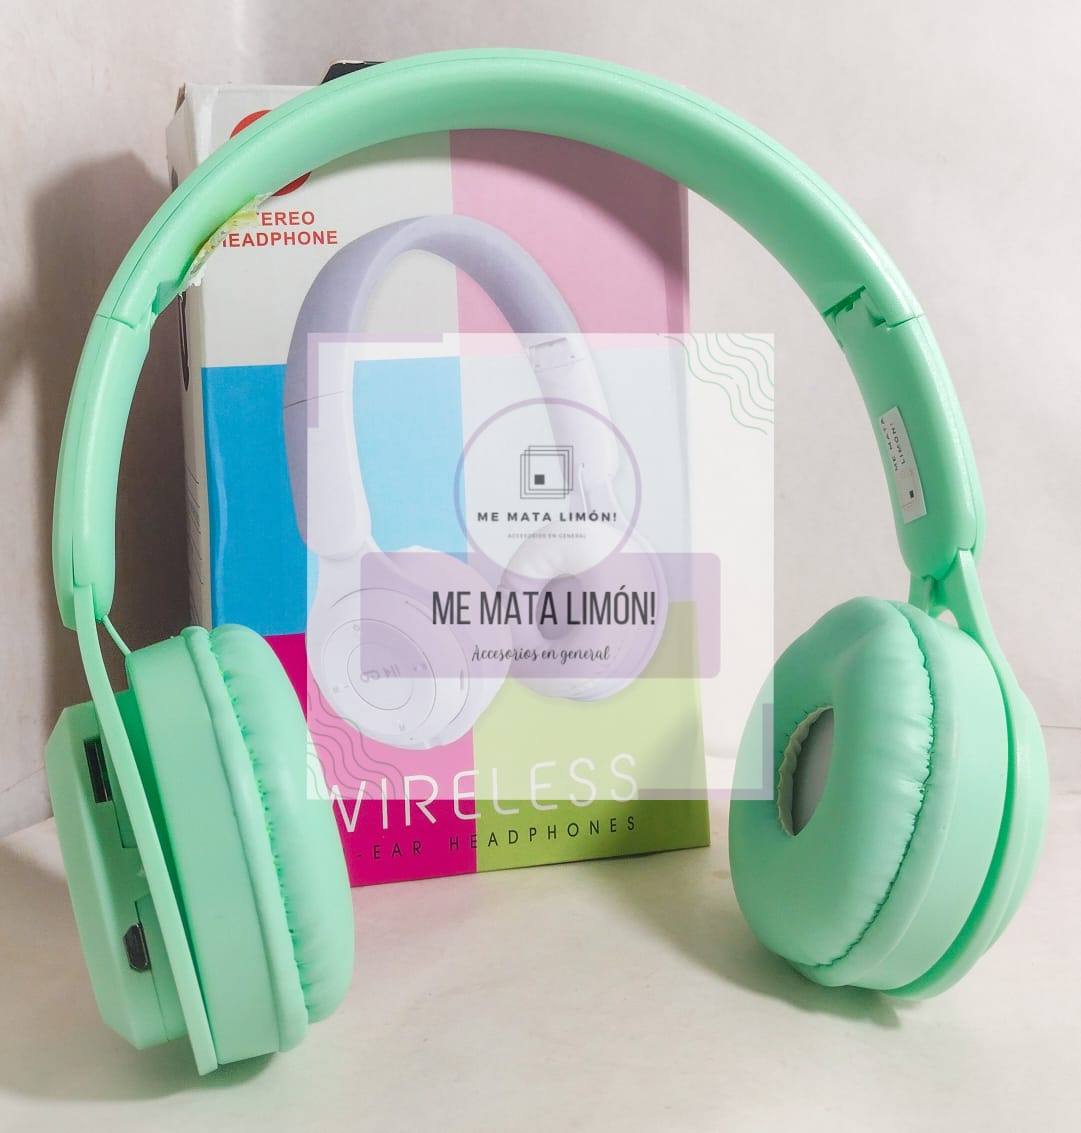 TEREO
EADPHONE
ME MATA LIMÓN!
ACCESORIOS EN GENERAL
ME MATA LIMÓN!
Accesorios en general
WIRELESS
-EAR HEADPHONES
ME MATA
LIMÓN!